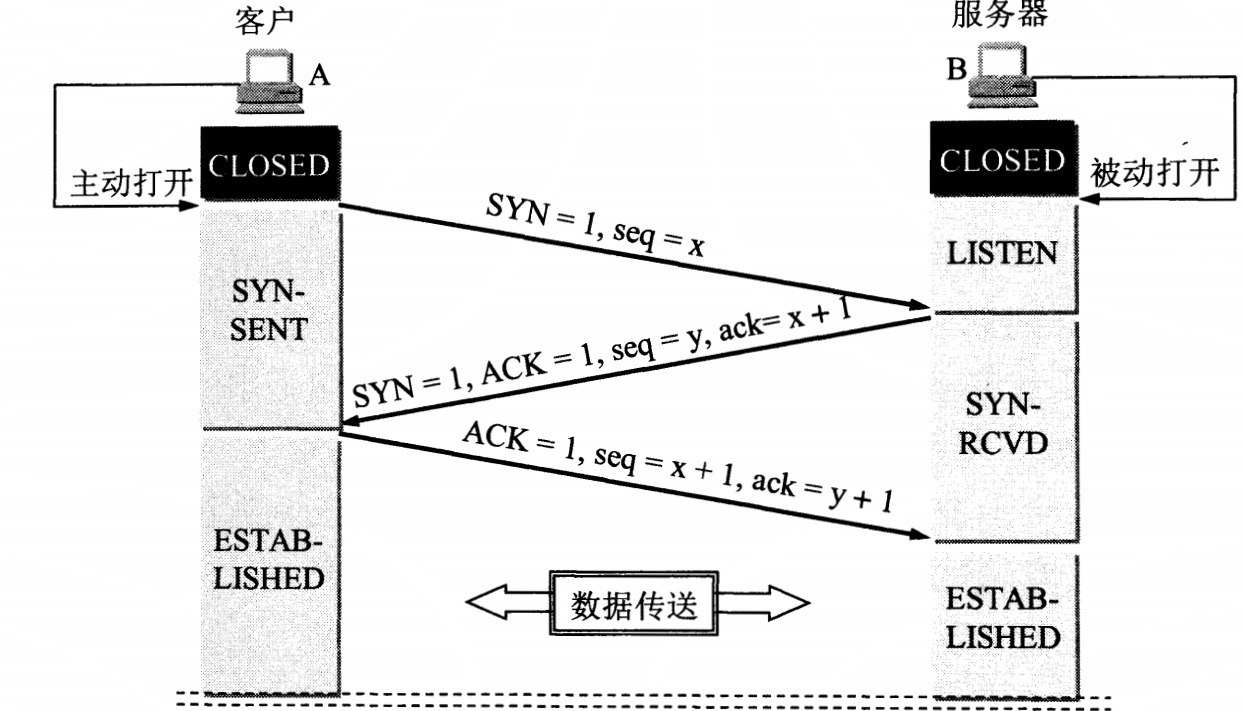 客户
服务器
A
B
CLOSED
CLOSED
主动打开
被动打开
SYN = 1, seq = x
LISTEN
SYN-
SENT
SYN = 1, ACK = 1, seq = y, ack= x + 1
SYN-
RCVD
ACK = 1, seq = x + 1, ack = y + 1
ESTAB-
LISHED
数据传送
ESTAB-
LISHED